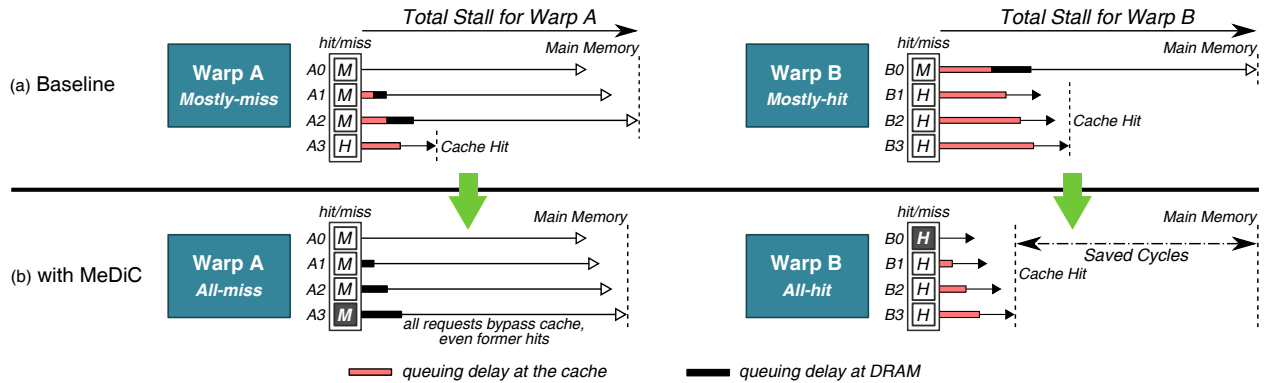 Total Stall for Warp A
Total Stall for Warp B
hit/miss
Main Memory
hit/miss
Main Memory
(a) Baseline
Warp A
Mostly-miss
A0 M
A1 M
A2 M
A3 H
Cache Hit
Warp B
Mostly-hit
B0 M
B1 H
B2 H
B3 H
Cache Hit
hit/miss
Main Memory
hit/miss
Main Memory
(b) with MeDiC
Warp A
All-miss
A0 M
A1 M
A2 M
A3 M
all requests bypass cache,
even former hits
Warp B
All-hit
B0 H
B1 H
B2 H
B3 H
Saved Cycles
Cache Hit
queuing delay at the cache
queuing delay at DRAM